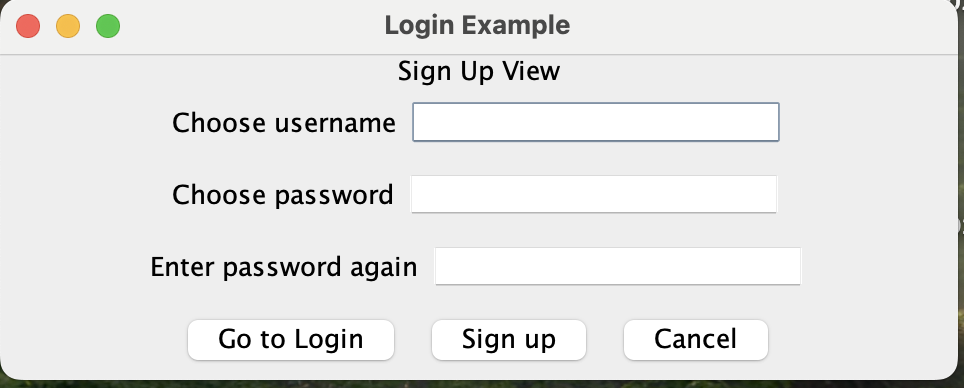 Login Example
Sign Up View
Choose username
Choose password
Enter password again
Go to Login Sign up Cancel